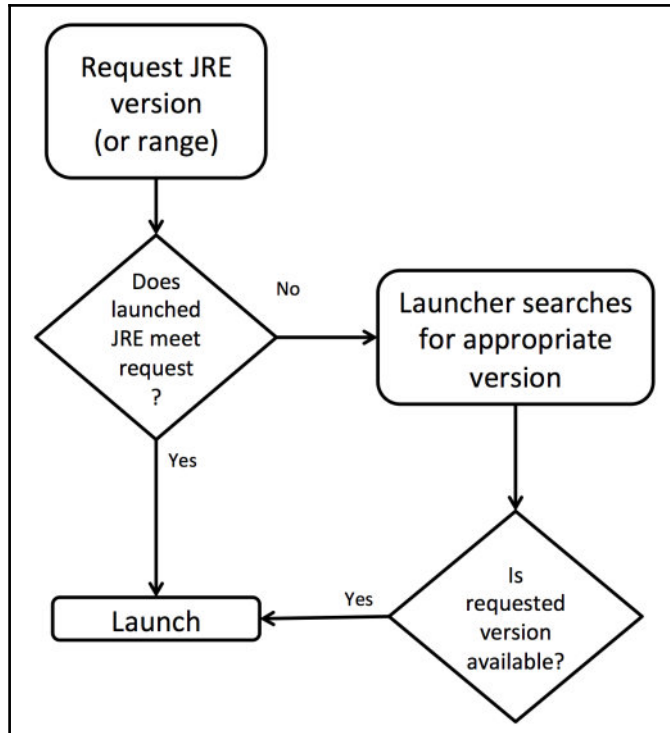 Request JRE
version
(or range)
Does
launched
JRE meet
request
?
No
Launcher searches
for appropriate
version
Yes
Is
requested
version
available?
Yes
Launch